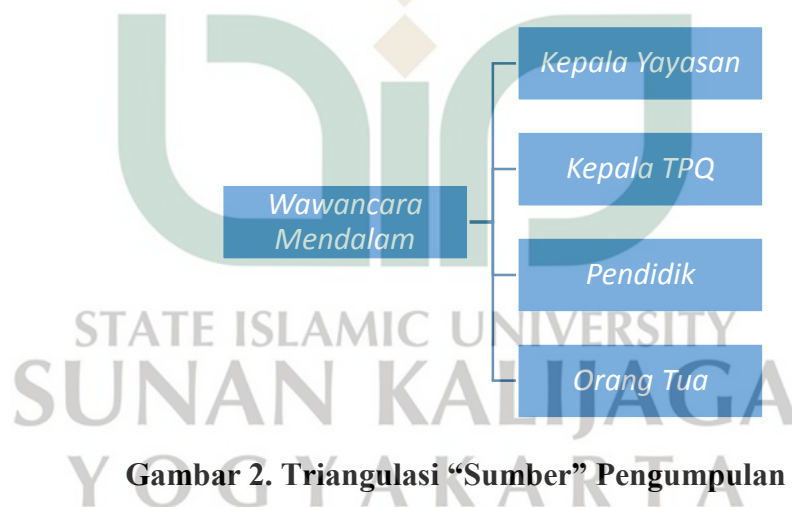 Kepala Yayasan
Kepala TPQ
Wawancara
Mendalam
Pendidik
STATE ISLAMIC UNIVERSITY
SUNAN KALIJAGA
Orang Tua
Gambar 2. Triangulasi “Sumber” Pengumpulan
YOGYAKARTA